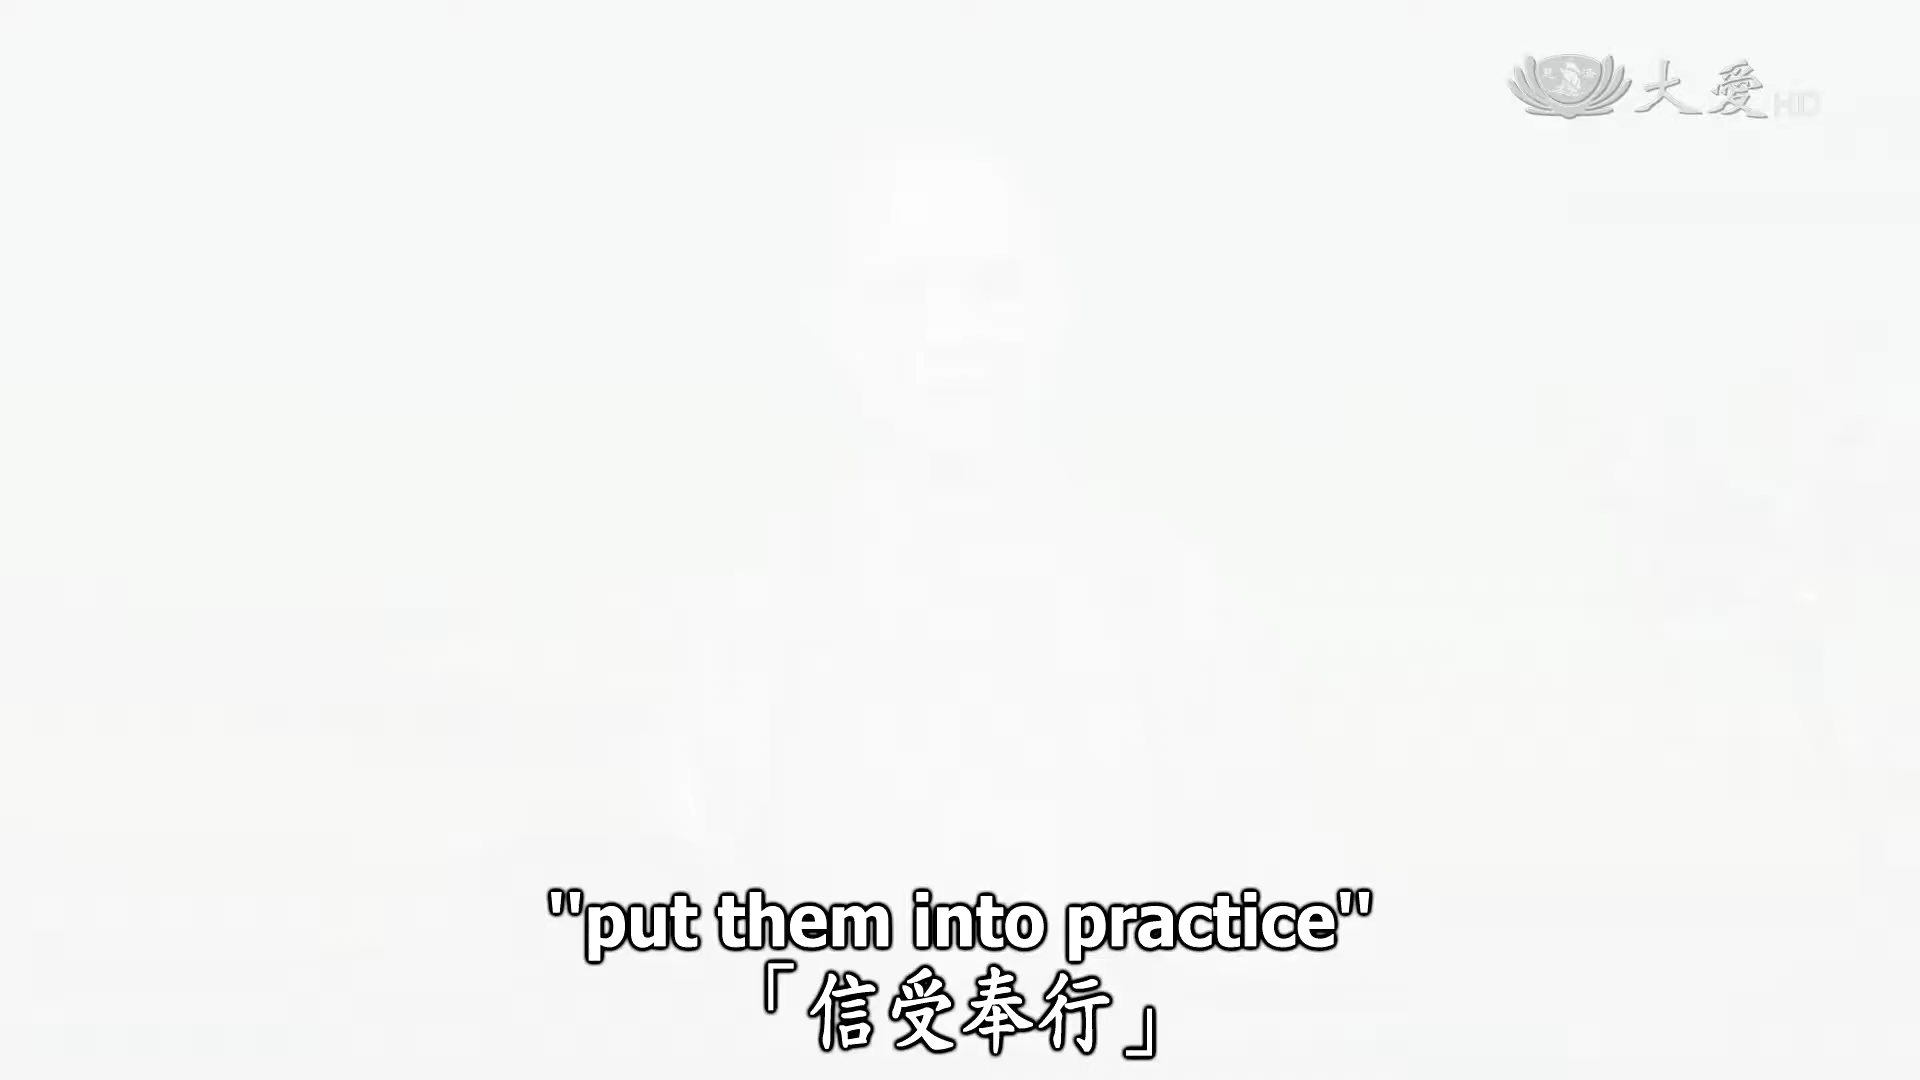 大愛HD
"put them into practice"
「信受奉行」